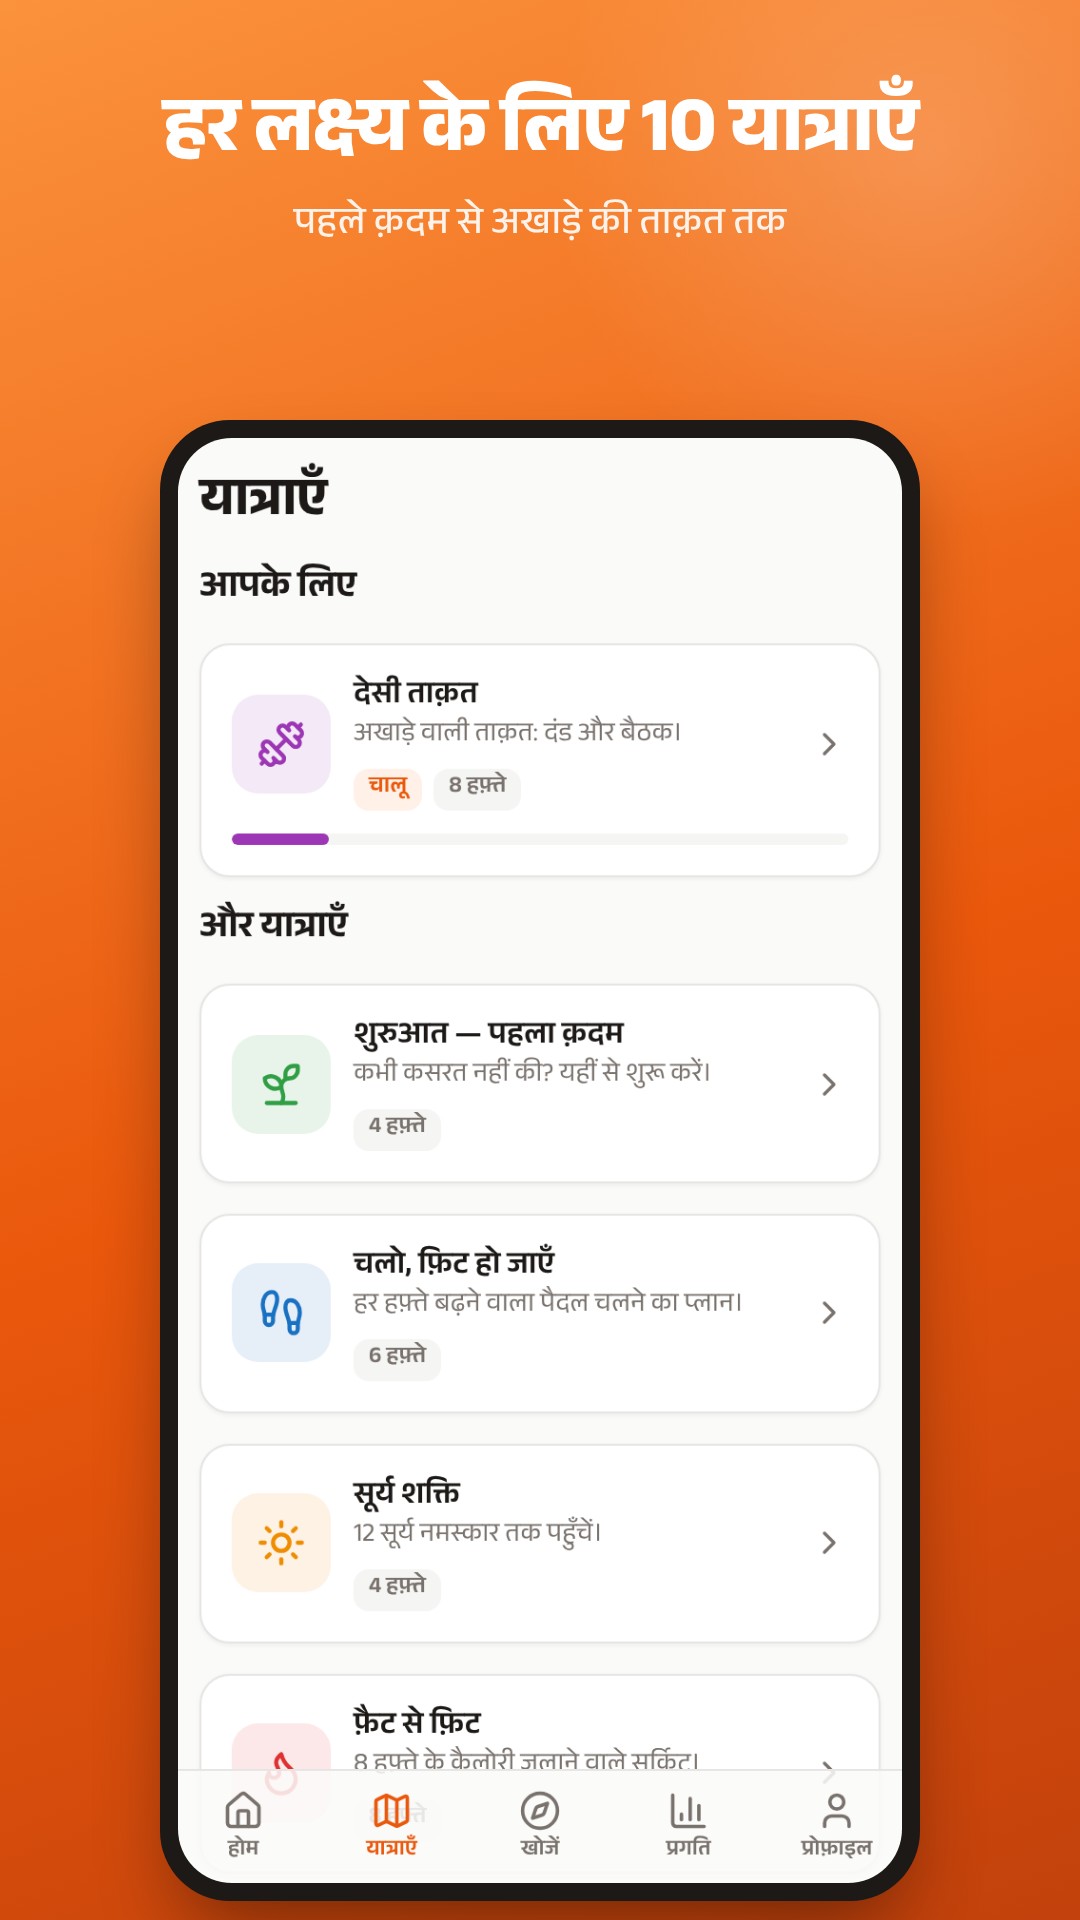 हर लक्ष्य के लिए 10 यात्राएँ
पहले क़दम से अखाड़े की ताक़त तक
यात्राएँ
आपके लिए
देसी ताक़त
अखाड़े वाली ताक़त: दंड और बैठक।
चालू 8 हफ़्ते
और यात्राएँ
शुरुआत — पहला क़दम
कभी कसरत नहीं की? यहीं से शुरू करें।
4 हफ़्ते
चलो, फ़िट हो जाएँ
हर हफ़्ते बढ़ने वाला पैदल चलने का प्लान।
6 हफ़्ते
सूर्य शक्ति
12 सूर्य नमस्कार तक पहुँचें।
4 हफ़्ते
फ़ैट से फ़िट
8 हफ़्ते के कैलोरी जलाने वाले सर्किट।
होम यात्राएँ खोजें प्रगति प्रोफ़ाइल